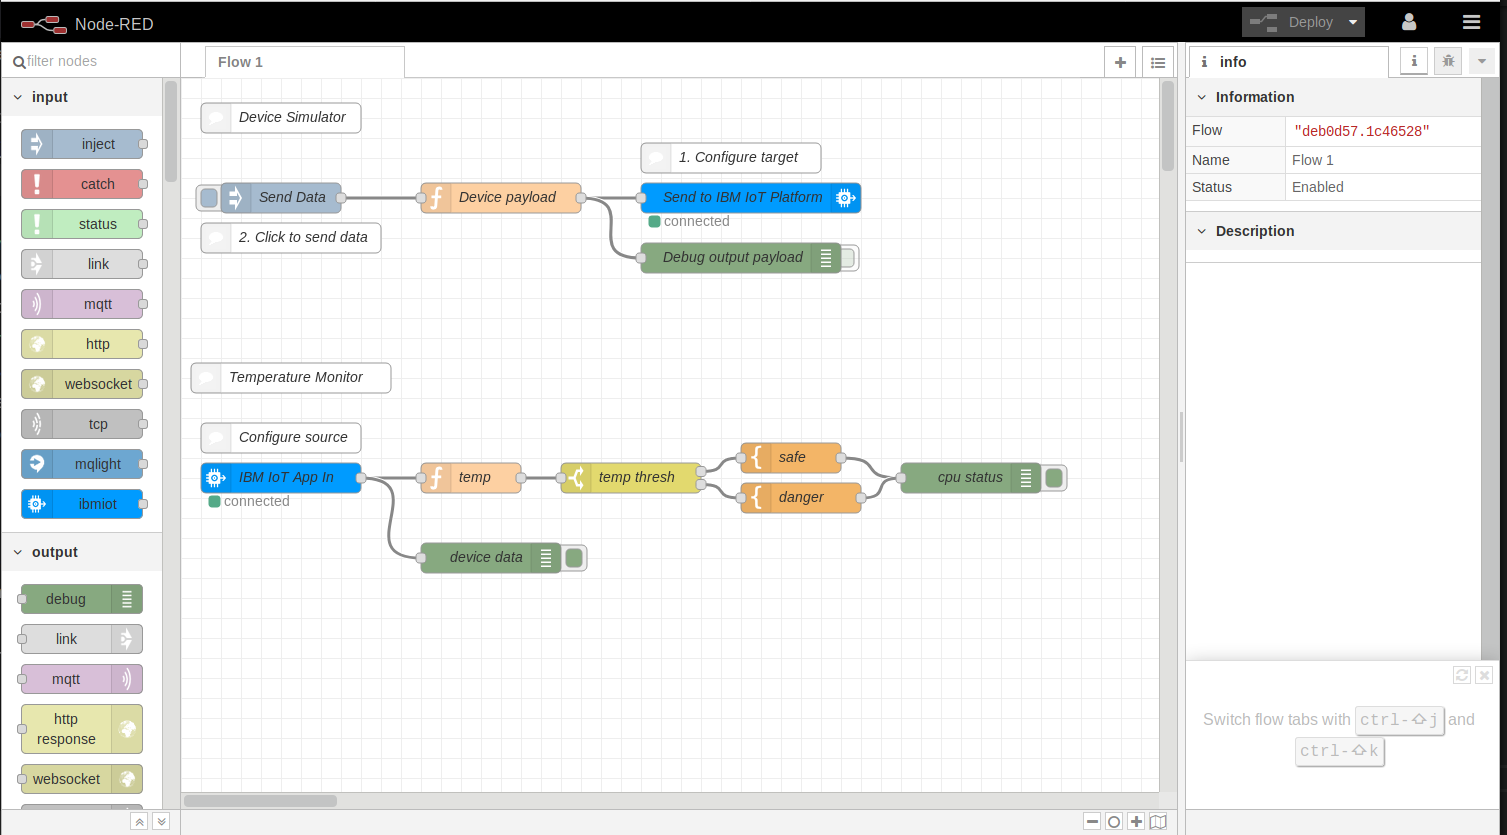 Node-RED
Deploy
filter nodes
Flow 1
info
input
inject
catch
status
link
mqtt
http
websocket
tcp
mqlight
ibmiot
output
debug
link
mqtt
http
response
websocket
Device Simulator
1. Configure target
Send Data
Device payload
Send to IBM IoT Platform
connected
2. Click to send data
Debug output payload
Temperature Monitor
Configure source
IBM IoT App In
connected
temp
temp thresh
safe
danger
cpu status
device data
Information
Flow "deb0d57.1c46528"
Name Flow 1
Status Enabled
Description
Switch flow tabs with ctrl-⇧j and
ctrl-⇧k